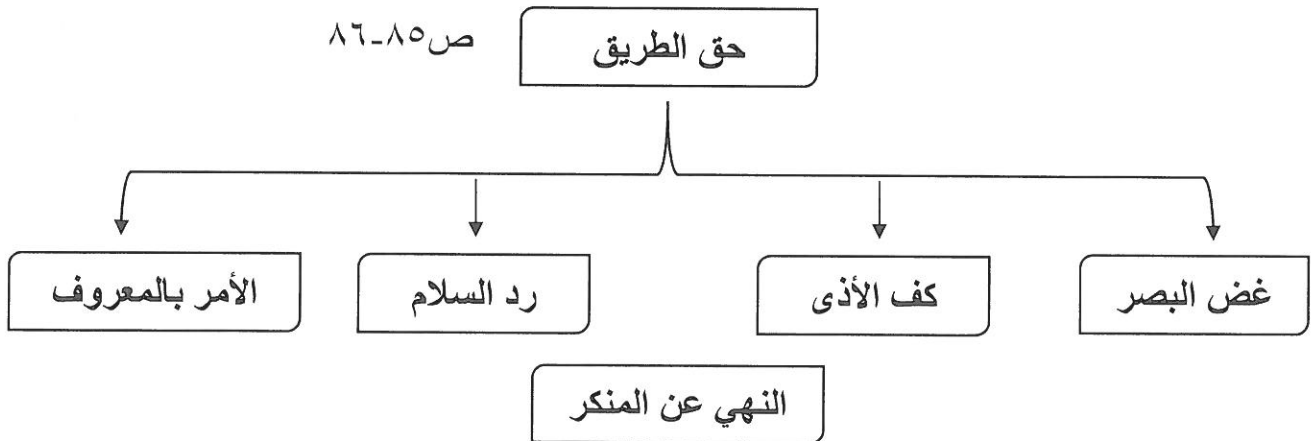 حق الطريق
ص٨٥-٨٦
غض البصر
كف الأذى
رد السلام
الأمر بالمعروف
النهي عن المنكر